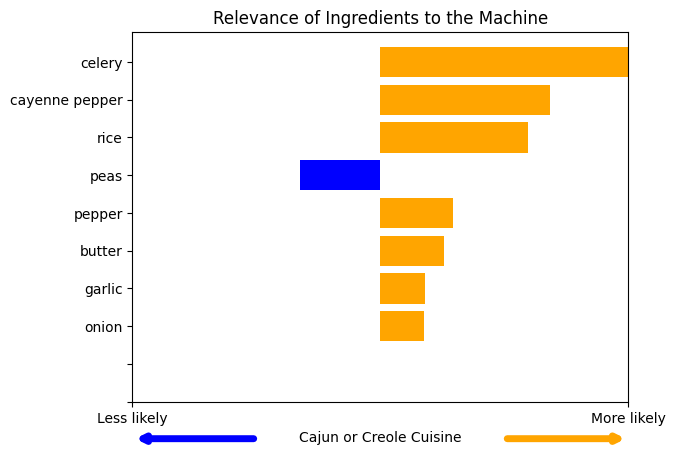 Relevance of Ingredients to the Machine
celery
cayenne pepper
rice
peas
pepper
butter
garlic
onion
Less likely More likely
Cajun or Creole Cuisine